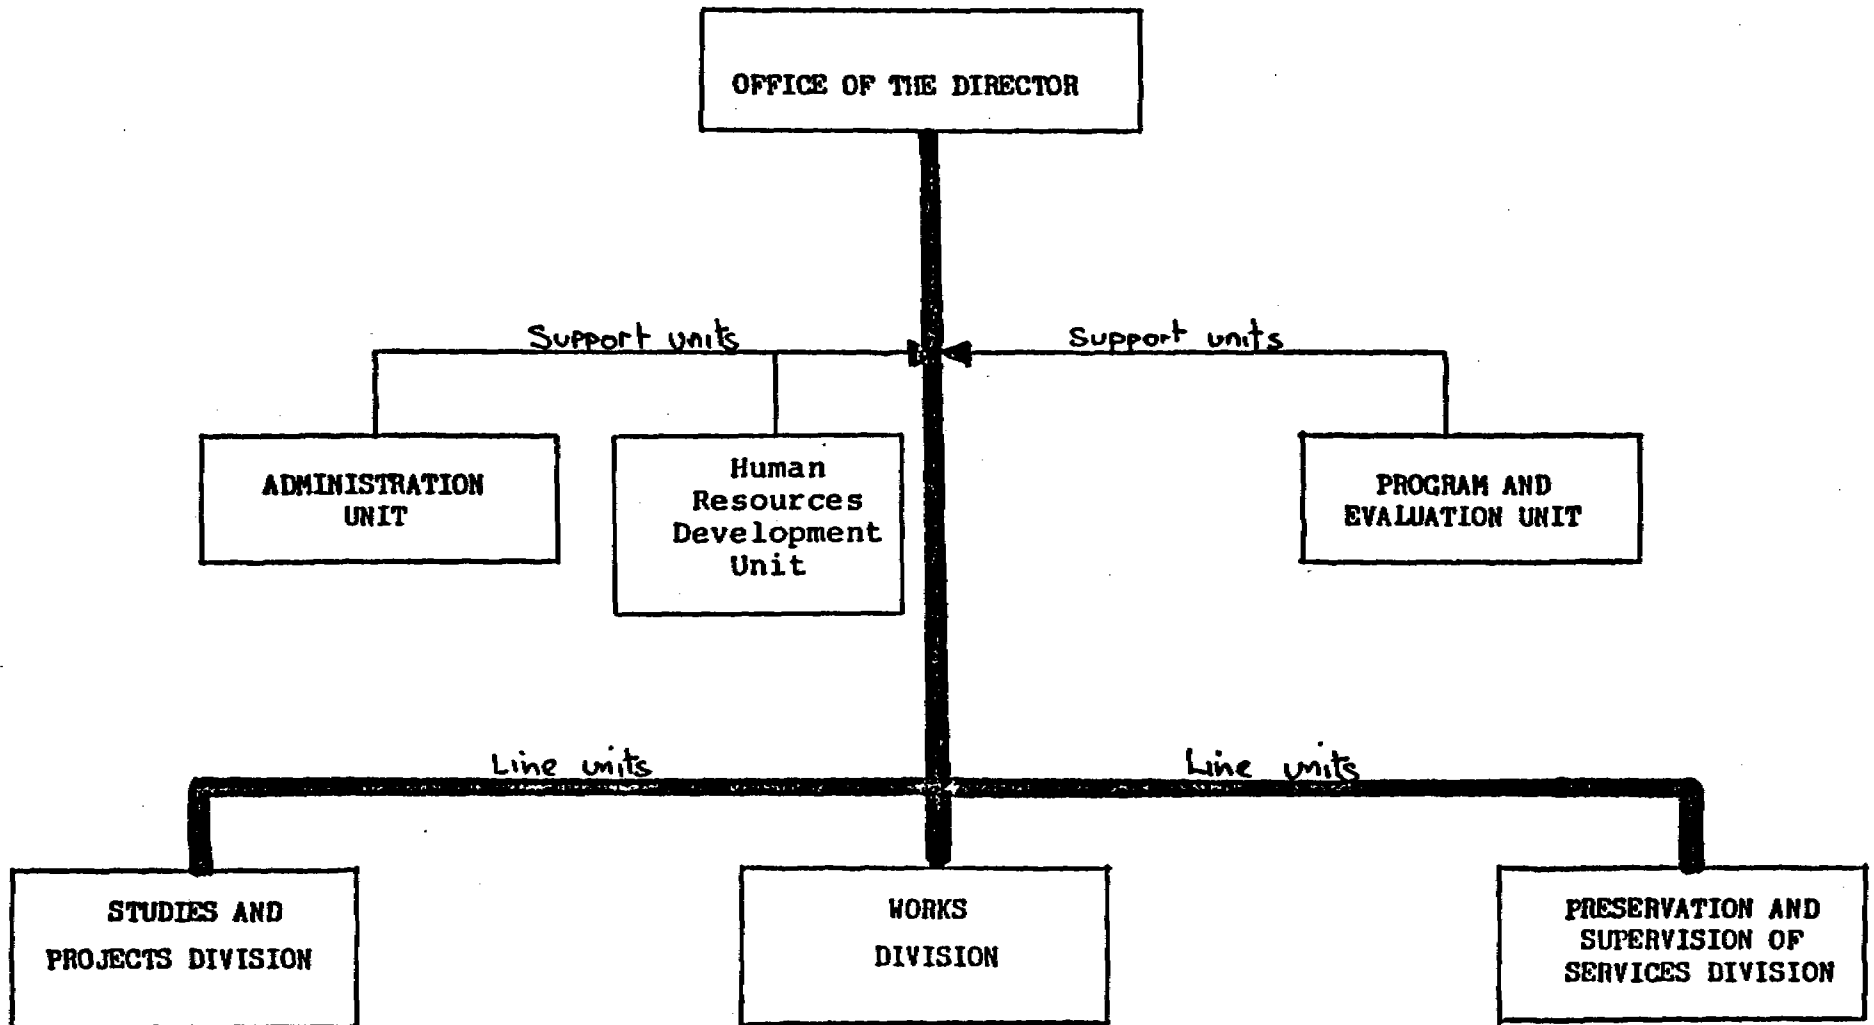 OFFICE OF THE DIRECTOR
Support units
Support units
ADMINISTRATION
UNIT
Human
Resources
Development
Unit
PROGRAM AND
EVALUATION UNIT
Line units
Line units
STUDIES AND
PROJECTS DIVISION
WORKS
DIVISION
PRESERVATION AND
SUPERVISION OF
SERVICES DIVISION